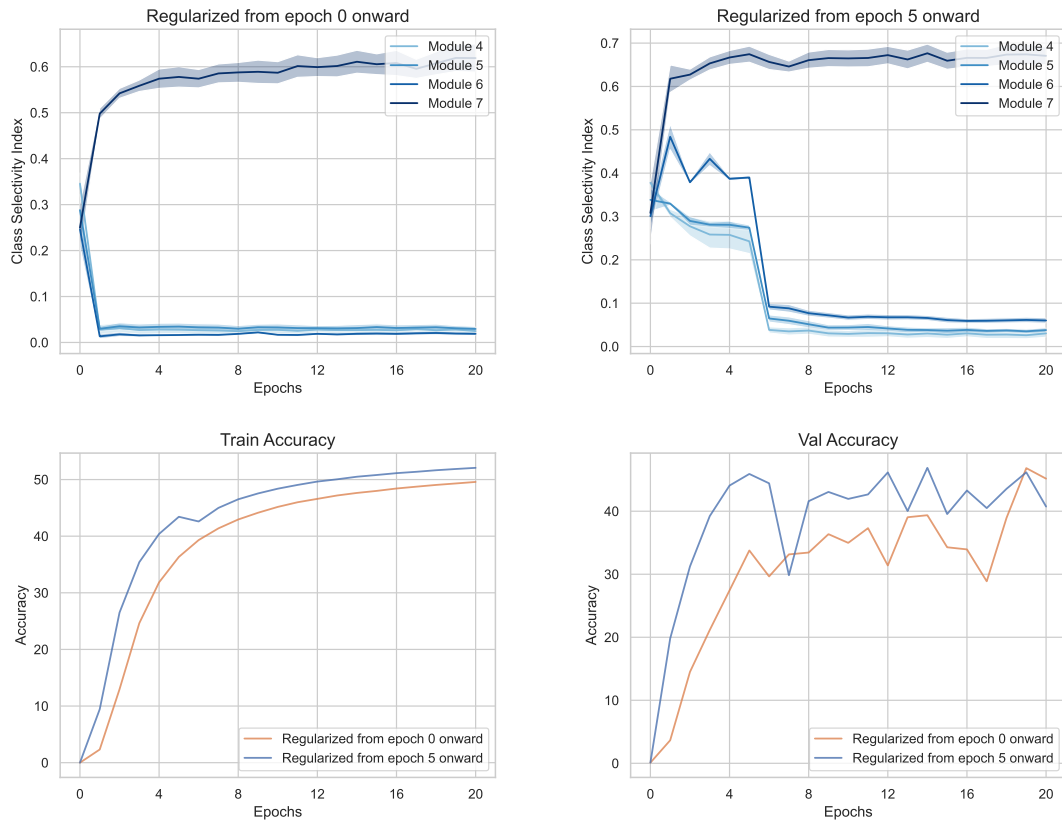 Regularized from epoch 0 onward
Class Selectivity Index
0.6
0.5
0.4
0.3
0.2
0.1
0.0
Module 4
Module 5
Module 6
Module 7
0 4 8 12 16 20
Epochs
Regularized from epoch 5 onward
Class Selectivity Index
0.7
0.6
0.5
0.4
0.3
0.2
0.1
0.0
Module 4
Module 5
Module 6
Module 7
0 4 8 12 16 20
Epochs
Train Accuracy
Accuracy
50
40
30
20
10
0
Regularized from epoch 0 onward
Regularized from epoch 5 onward
0 4 8 12 16 20
Epochs
Val Accuracy
Accuracy
40
30
20
10
0
Regularized from epoch 0 onward
Regularized from epoch 5 onward
0 4 8 12 16 20
Epochs